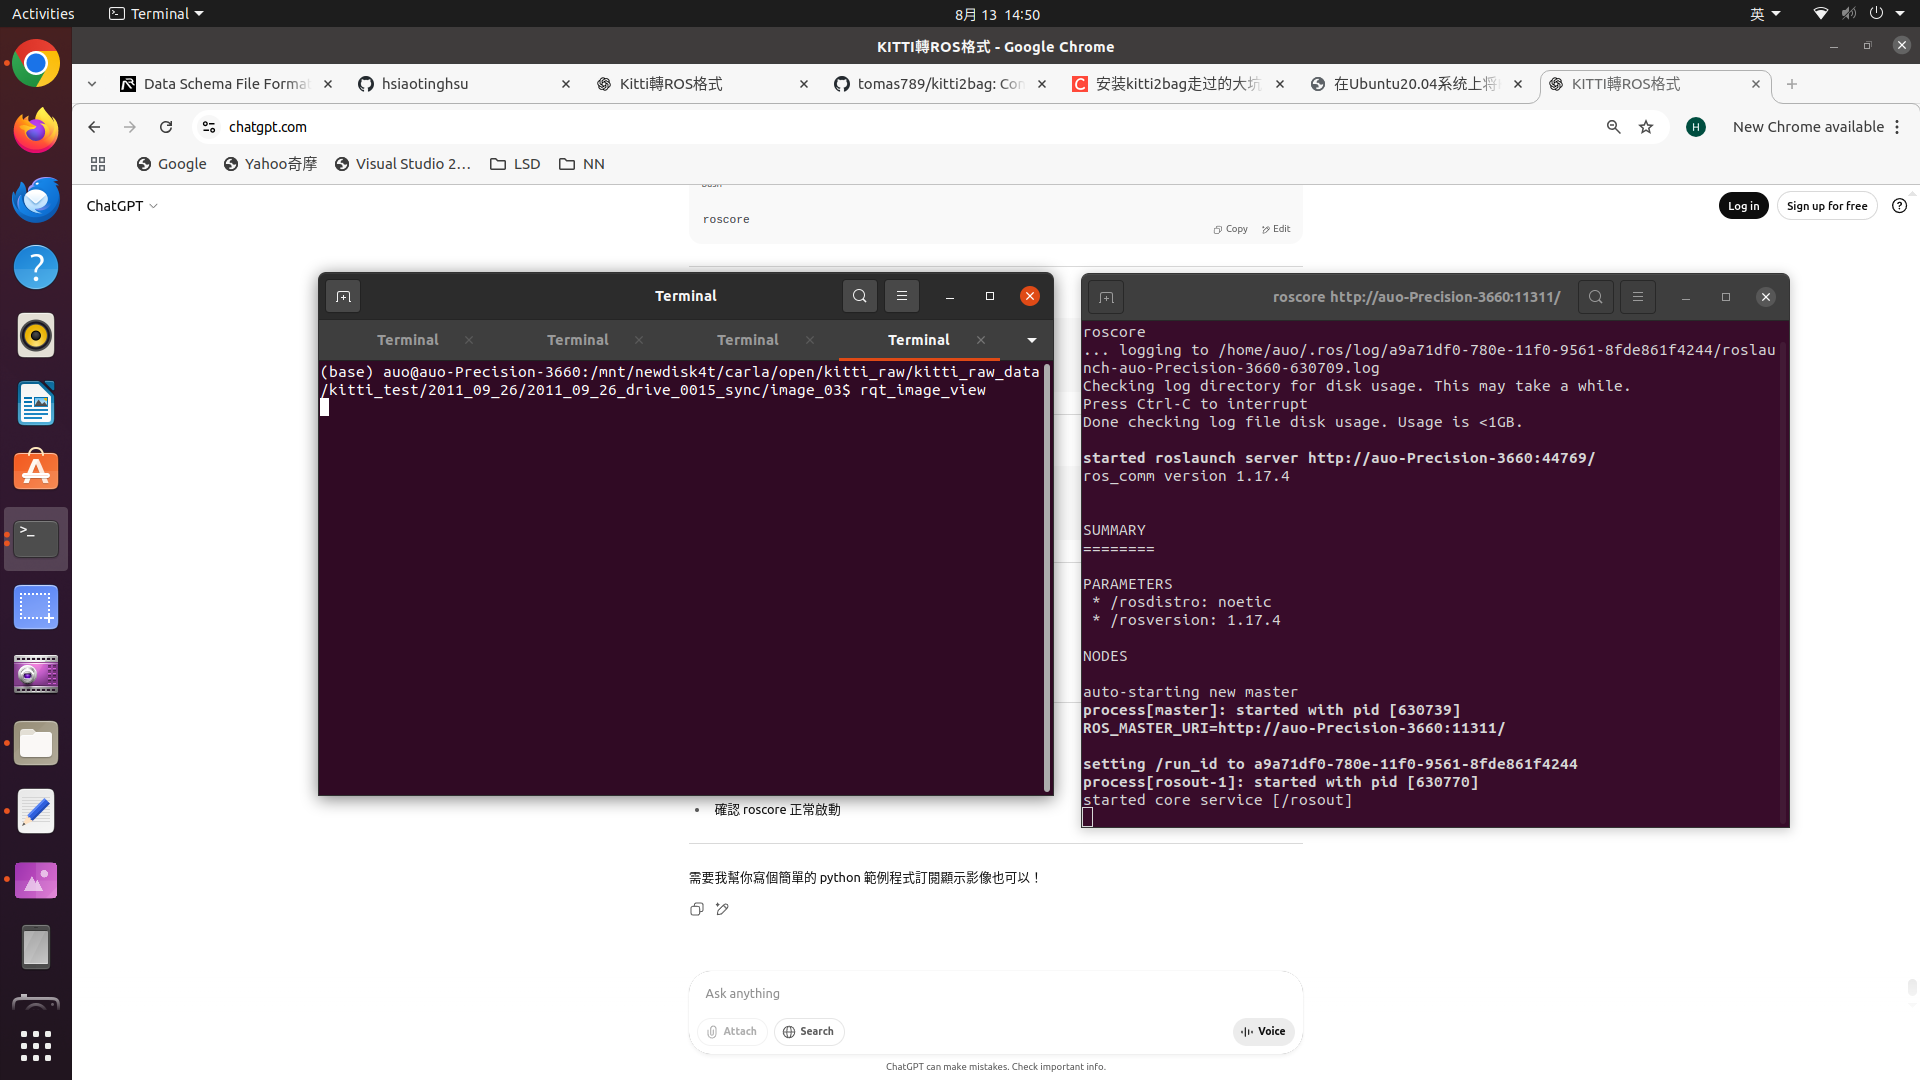 Activities
Terminal
8月 13 14:50
英
KITTI轉ROS格式 - Google Chrome
Data Schema File Format
hsiaotinghsu
Kitti轉ROS格式
tomas789/kitti2bag: Con
安装kitti2bag走过的大坑
在Ubuntu20.04系统上将
KITTI轉ROS格式
chatgpt.com
H
New Chrome available
Google
Yahoo奇摩
Visual Studio 2…
LSD
NN
ChatGPT
Log in
Sign up for free
Bash
roscore
Copy
Edit
Terminal
Terminal
Terminal
Terminal
Terminal
(base) auo@auo-Precision-3660:/mnt/newdisk4t/carla/open/kitti_raw/kitti_raw_data
/kitti_test/2011_09_26/2011_09_26_drive_0015_sync/image_03$ rqt_image_view
roscore http://auo-Precision-3660:11311/
roscore
... logging to /home/auo/.ros/log/a9a71df0-780e-11f0-9561-8fde861f4244/roslau
nch-auo-Precision-3660-630709.log
Checking log directory for disk usage. This may take a while.
Press Ctrl-C to interrupt
Done checking log file disk usage. Usage is <1GB.
started roslaunch server http://auo-Precision-3660:44769/
ros_comm version 1.17.4
SUMMARY
========
PARAMETERS
* /rosdistro: noetic
* /rosversion: 1.17.4
NODES
auto-starting new master
process[master]: started with pid [630739]
ROS_MASTER_URI=http://auo-Precision-3660:11311/
setting /run_id to a9a71df0-780e-11f0-9561-8fde861f4244
process[rosout-1]: started with pid [630770]
started core service [/rosout]
• 確認 roscore 正常啟動
需要我幫你寫個簡單的 python 範例程式訂閱顯示影像也可以！
Ask anything
Attach
Search
Voice
ChatGPT can make mistakes. Check important info.